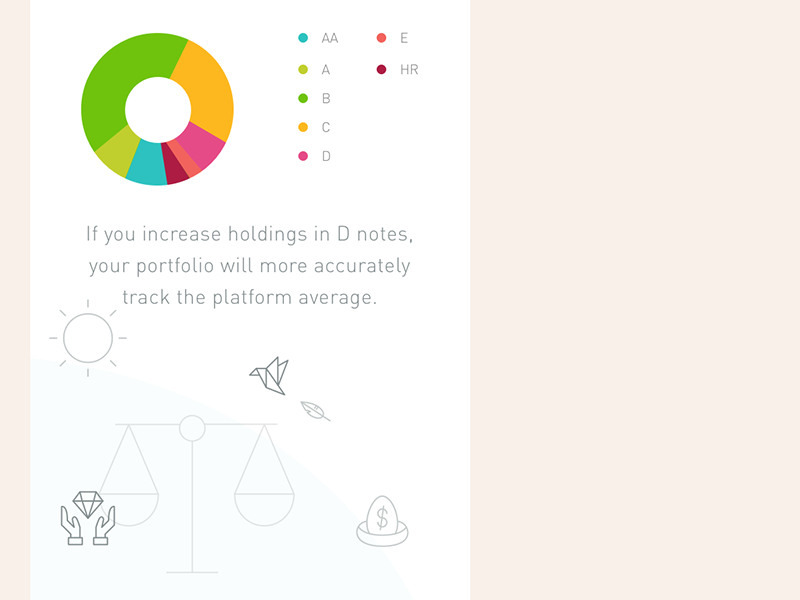 AA
E
A
HR
B
C
D
If you increase holdings in D notes,
your portfolio will more accurately
track the platform average.
$